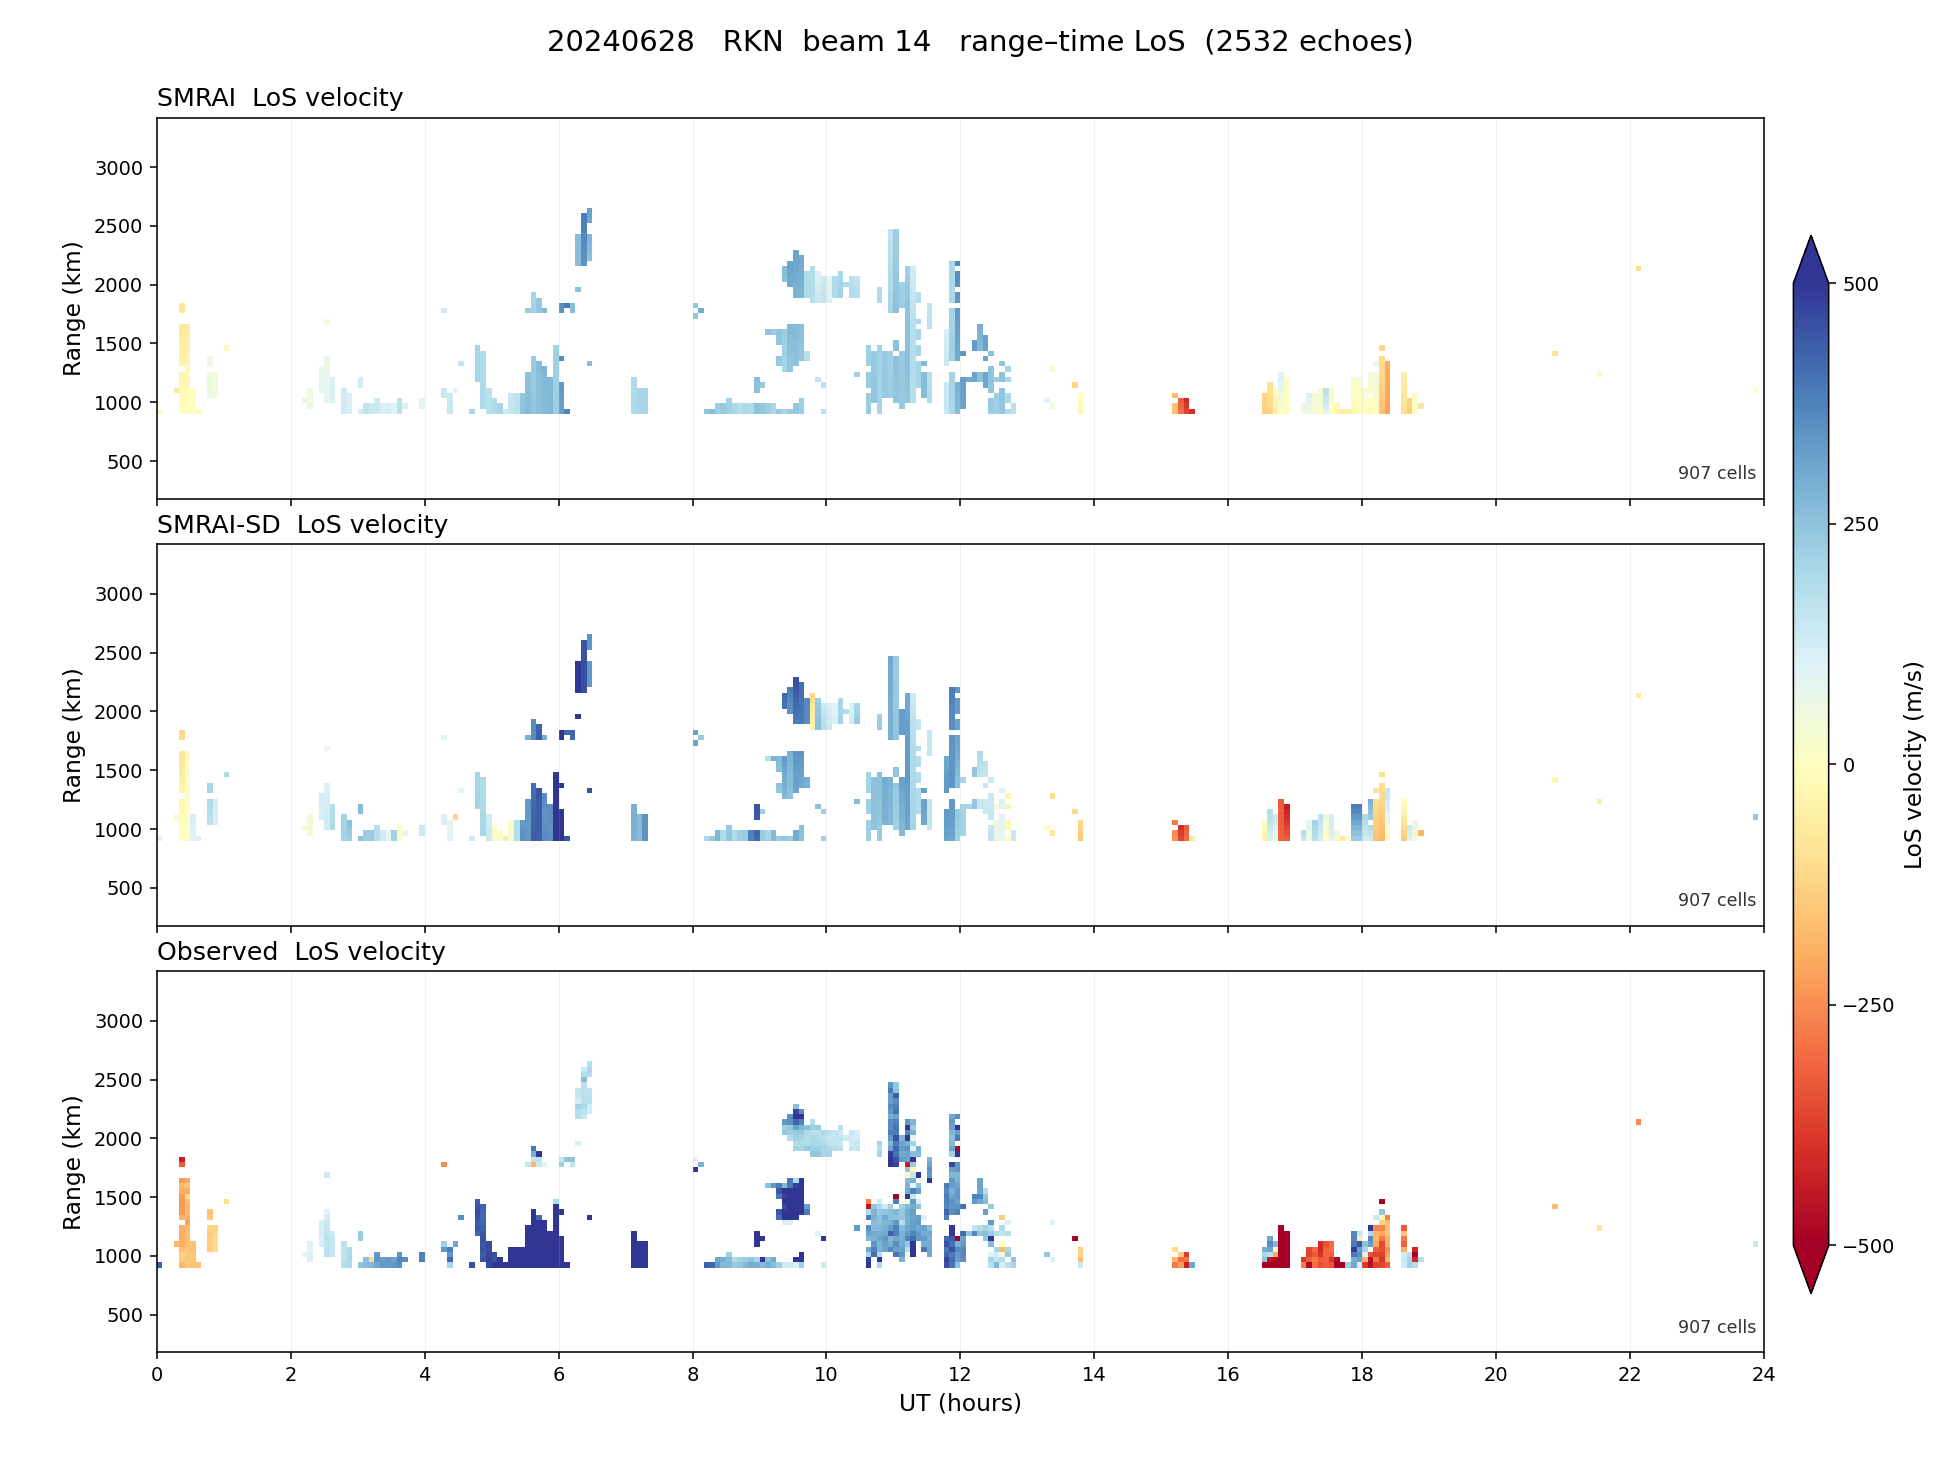 20240628 RKN beam 14 range–time LoS (2532 echoes)
SMRAI LoS velocity
3000
2500
2000
1500
1000
500
Range (km)
907 cells
SMRAI-SD LoS velocity
3000
2500
2000
1500
1000
500
Range (km)
907 cells
Observed LoS velocity
3000
2500
2000
1500
1000
500
Range (km)
907 cells
0 2 4 6 8 10 12 14 16 18 20 22 24
UT (hours)
500
250
0
−250
−500
LoS velocity (m/s)